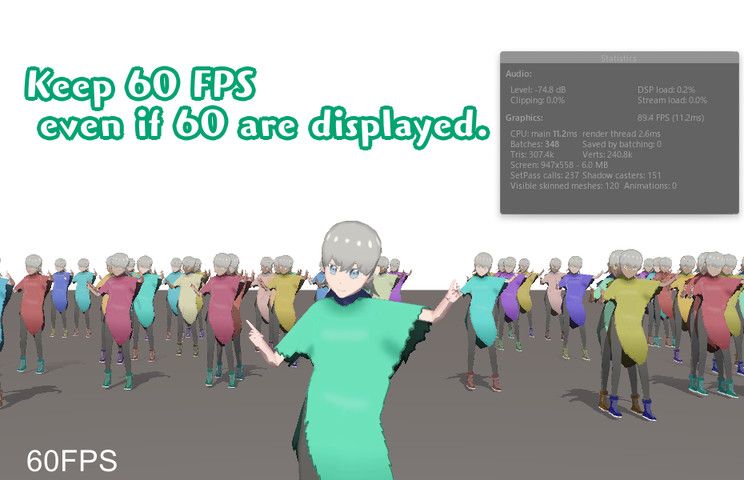 Keep 60 FPS
even if 60 are displayed.
Statistics
Audio:
Level: -74.8 dB DSP load: 0.2%
Clipping: 0.0% Stream load: 0.0%
Graphics: 89.4 FPS (11.2ms)
CPU: main 11.2ms render thread 2.6ms
Batches: 348 Saved by batching: 0
Tris: 307.4k Verts: 240.8k
Screen: 947x558 - 6.0 MB
SetPass calls: 237 Shadow casters: 151
Visible skinned meshes: 120 Animations: 0
60FPS